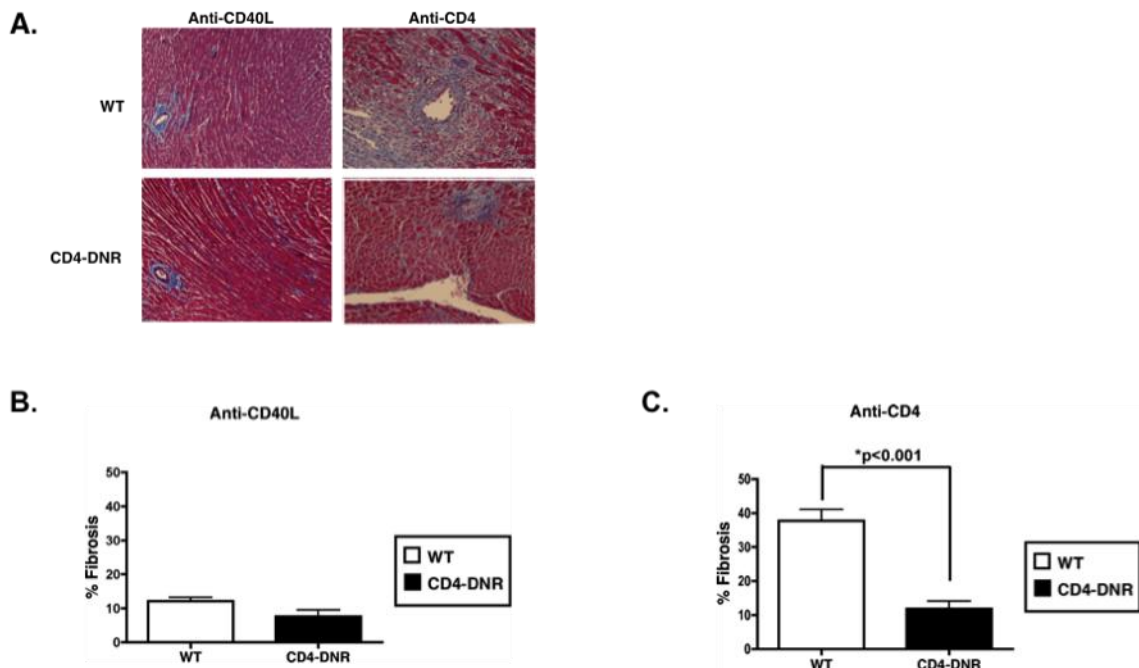 A.
Anti-CD40L Anti-CD4
WT
CD4-DNR
B.
Anti-CD40L
% Fibrosis
50
40
30
20
10
0
WT CD4-DNR
WT
CD4-DNR
C.
Anti-CD4
*p<0.001
% Fibrosis
50
40
30
20
10
0
WT CD4-DNR
WT
CD4-DNR